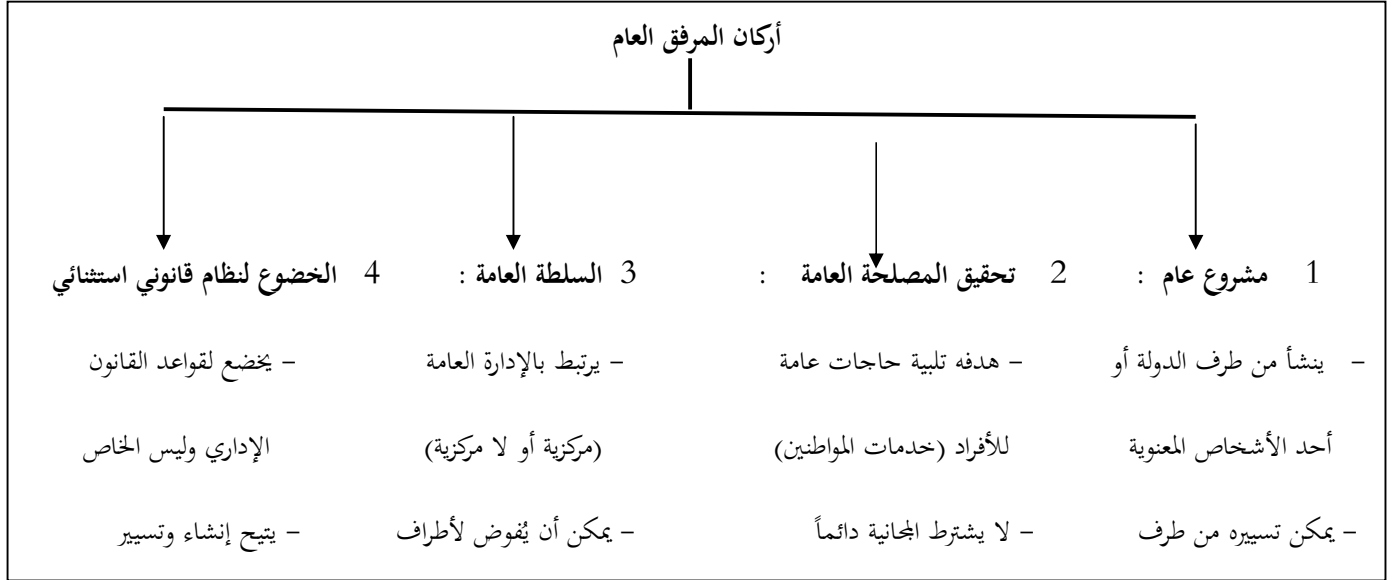 أركان المرفق العام
1 مشروع عام : 2 تحقيق المصلحة العامة : 3 السلطة العامة : 4 الخضوع لنظام قانوني استثنائي
– ينشأ من طرف الدولة أو – هدفه تلبية حاجات عامة – يرتبط بالإدارة العامة – يخضع لقواعد القانون
أحد الأشخاص المعنوية للأفراد (خدمات المواطنين) (مركزية أو لا مركزية) الإداري وليس الخاص
– يمكن تسييره من طرف – لا يشترط المجانية دائماً – يمكن أن يُفوض لأطراف – يتيح إنشاء وتسيير